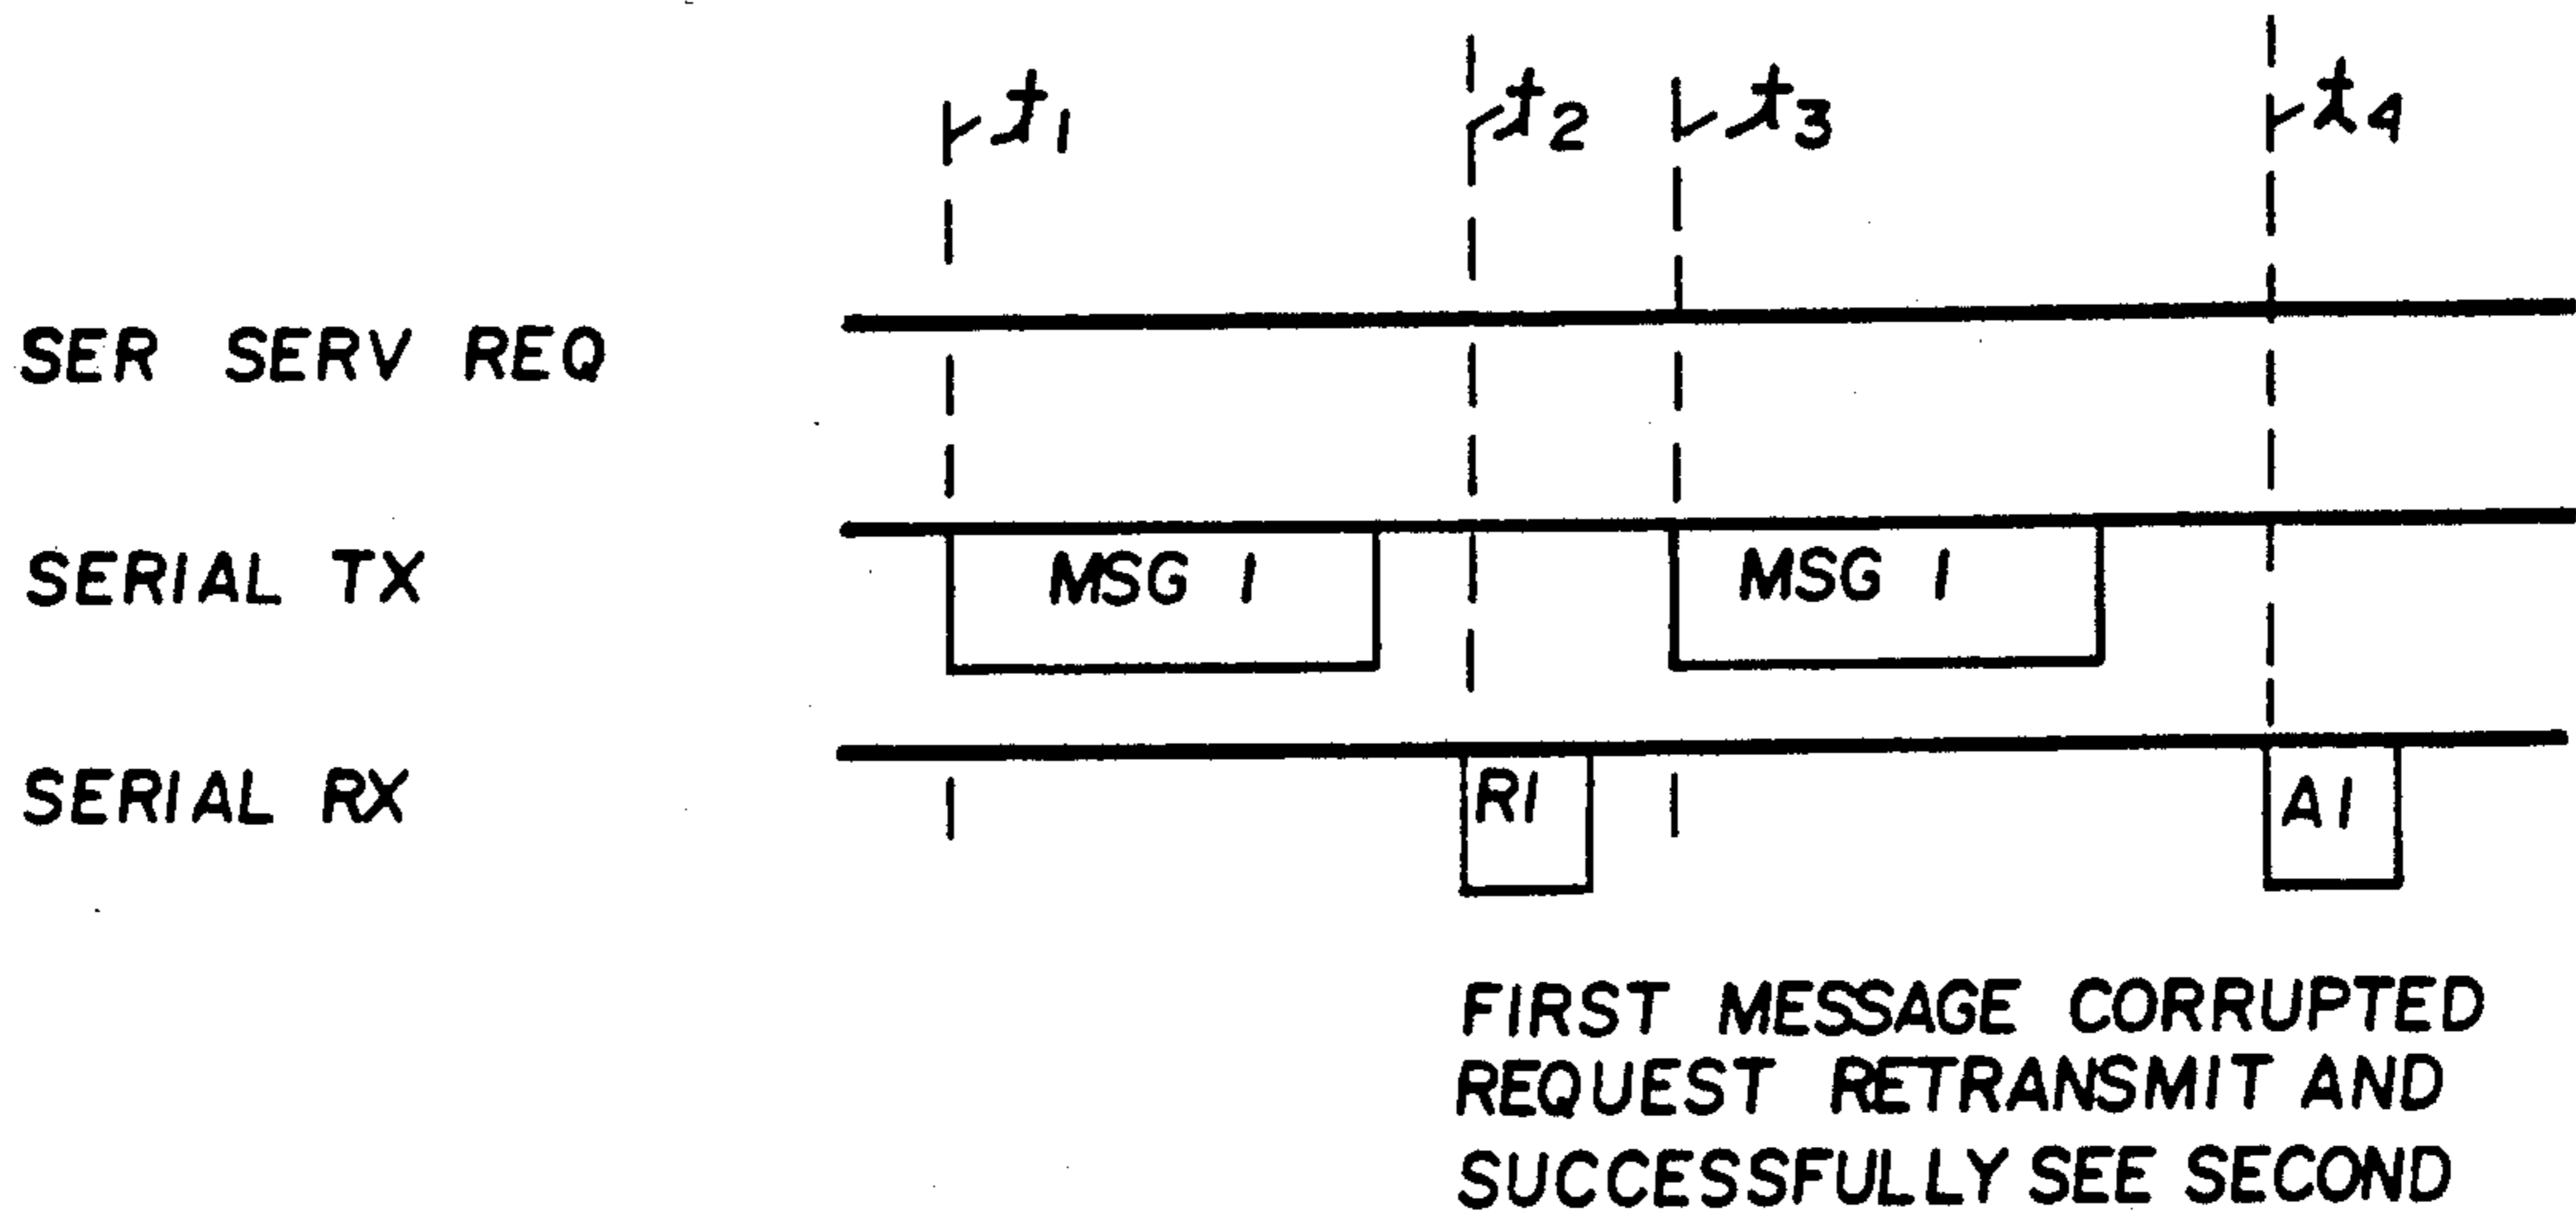 t1 t2 t3 t4
SER SERV REQ
SERIAL TX
MSG 1 MSG 1
SERIAL RX
R1 A1
FIRST MESSAGE CORRUPTED
REQUEST RETRANSMIT AND
SUCCESSFULLY SEE SECOND